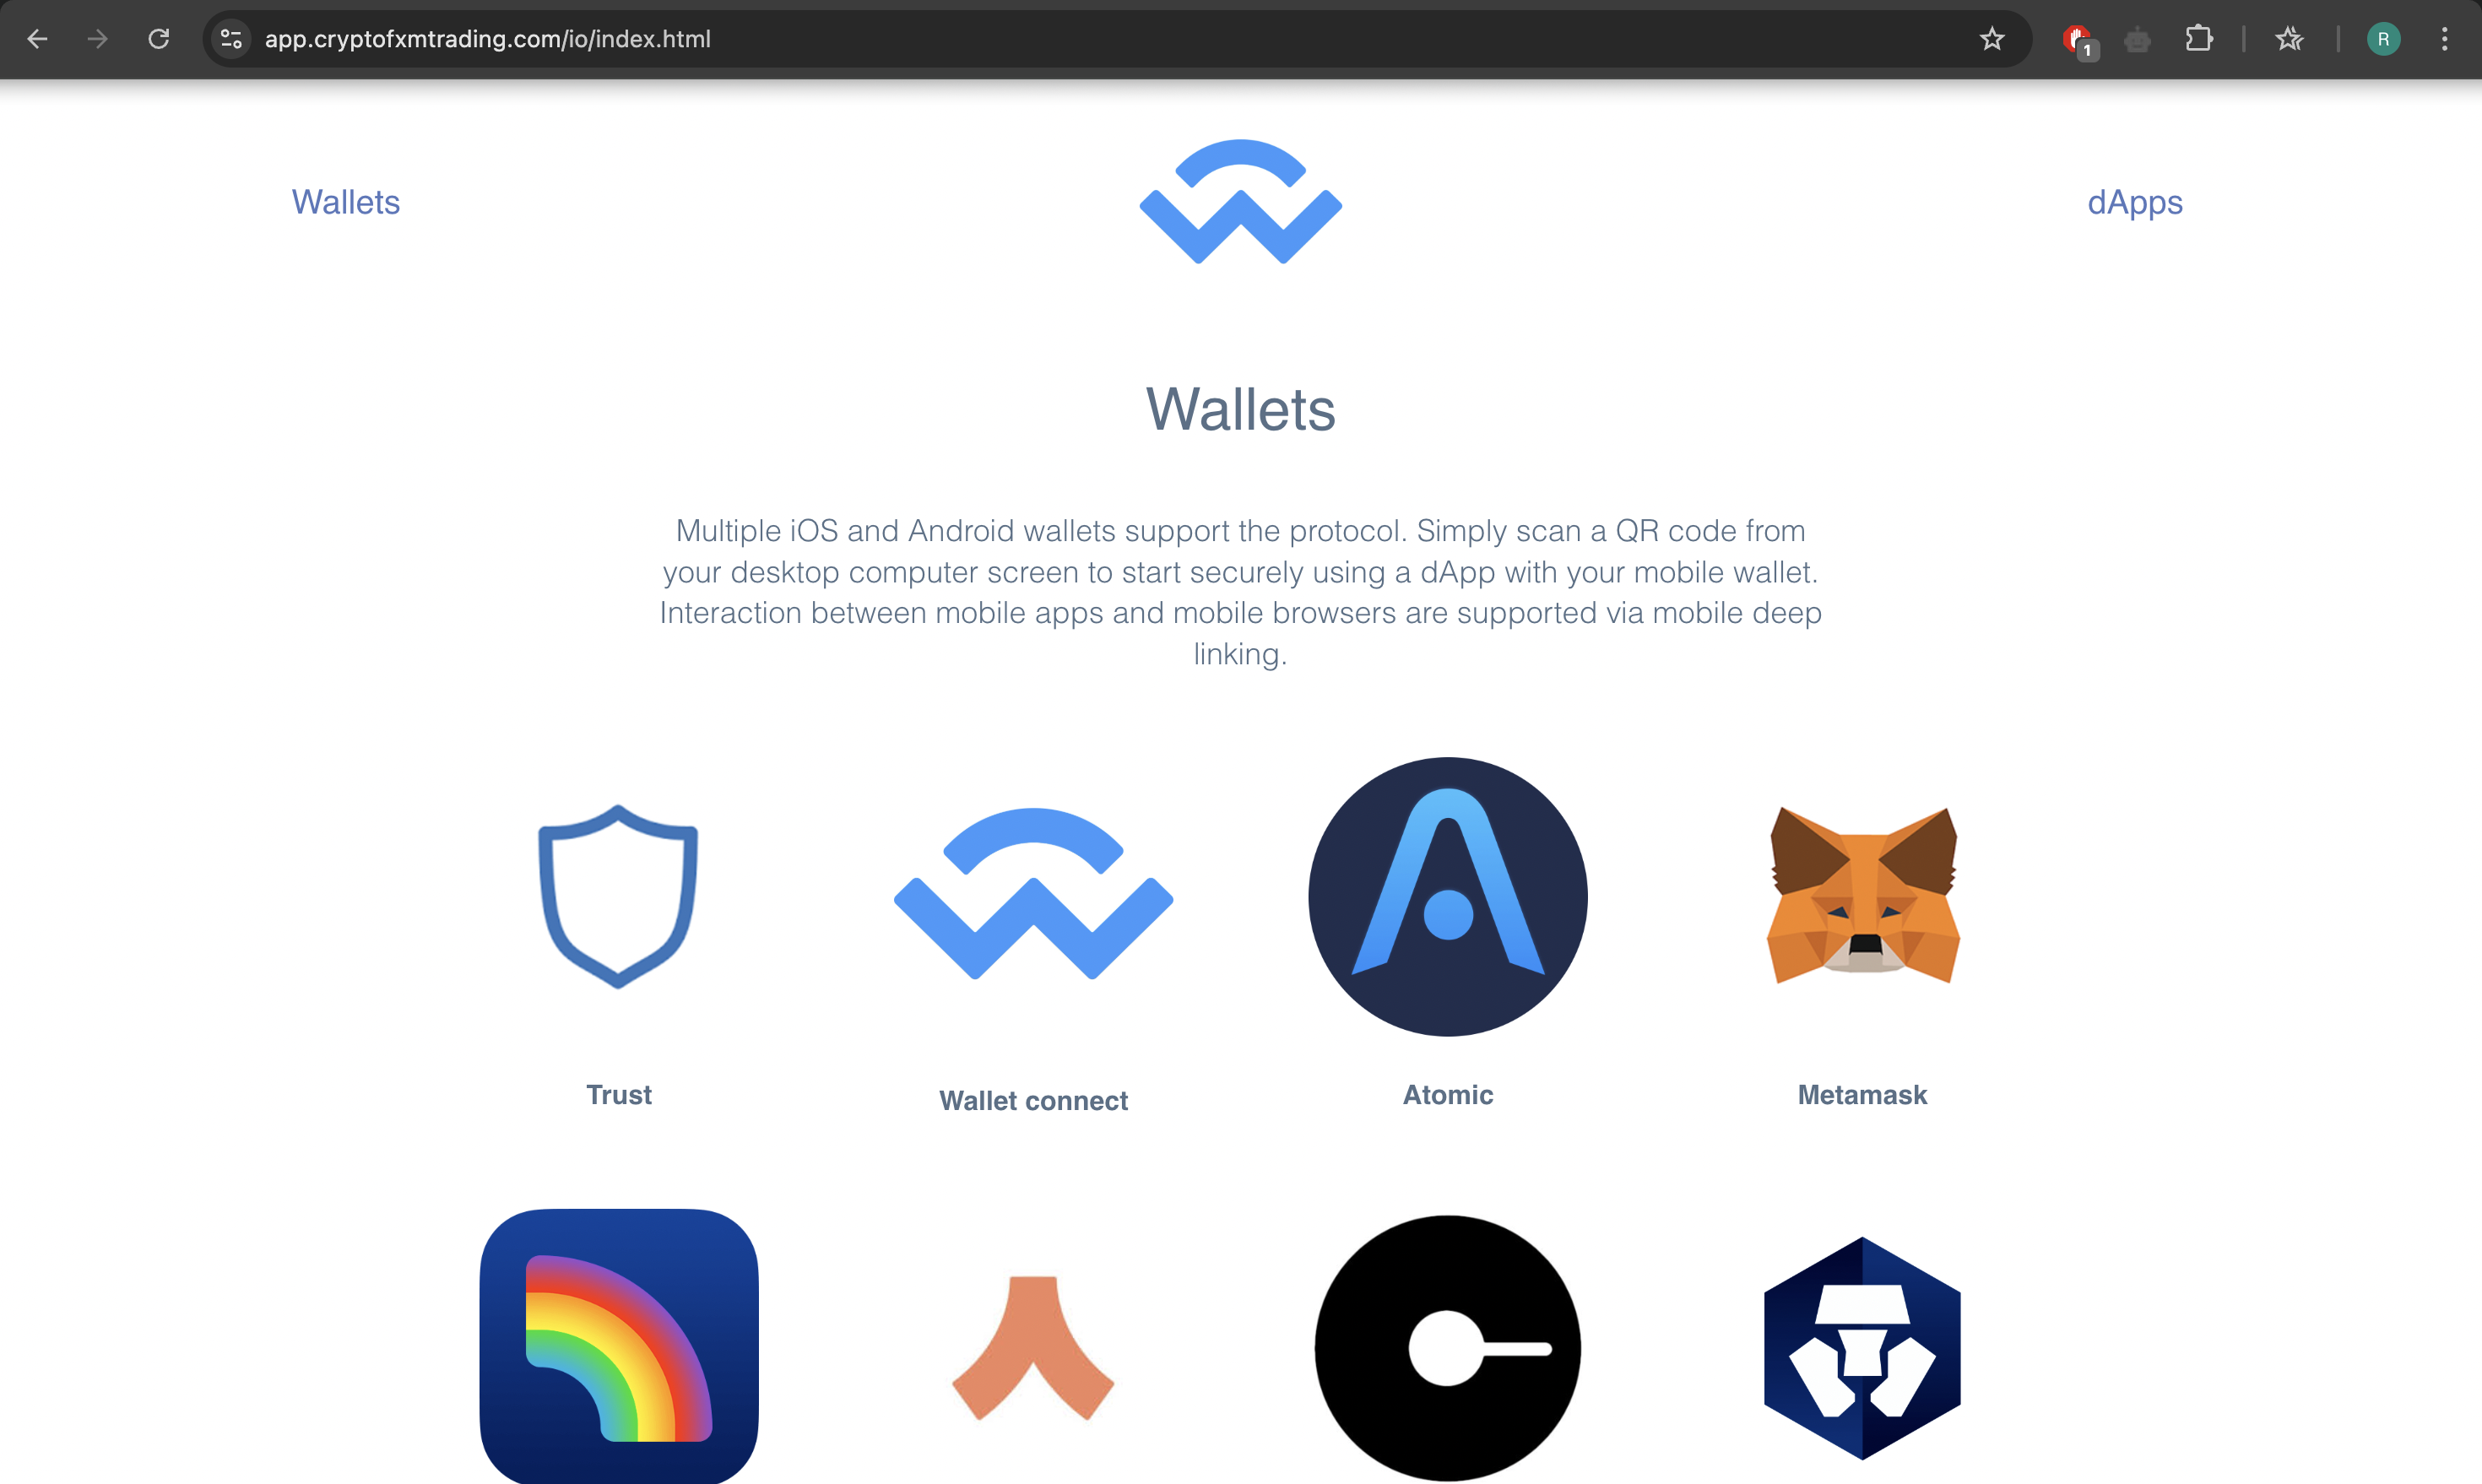 app.cryptofxmtrading.com/io/index.html
1
R
Wallets
dApps
Wallets
Multiple iOS and Android wallets support the protocol. Simply scan a QR code from
your desktop computer screen to start securely using a dApp with your mobile wallet.
Interaction between mobile apps and mobile browsers are supported via mobile deep
linking.
Trust
Wallet connect
Atomic
Metamask